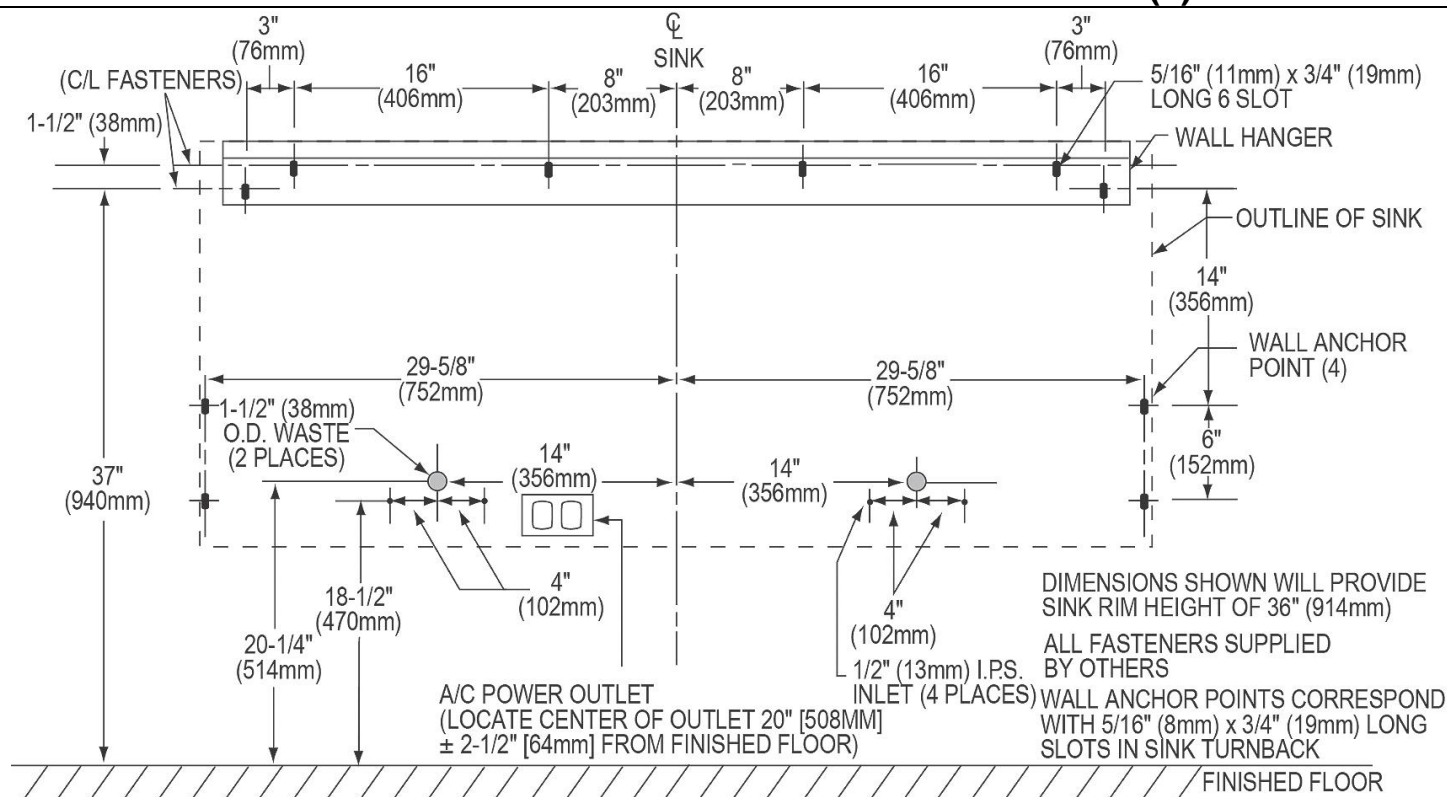 ℄
SINK
3"
(76mm)
3"
(76mm)
(C/L FASTENERS)
16"
(406mm)
8"
(203mm)
8"
(203mm)
16"
(406mm)
5/16" (11mm) x 3/4" (19mm)
LONG 6 SLOT
1-1/2" (38mm)
WALL HANGER
OUTLINE OF SINK
14"
(356mm)
WALL ANCHOR
POINT (4)
29-5/8"
(752mm)
29-5/8"
(752mm)
1-1/2" (38mm)
O.D. WASTE
(2 PLACES)
14"
(356mm)
14"
(356mm)
6"
(152mm)
37"
(940mm)
4"
(102mm)
18-1/2"
(470mm)
4"
(102mm)
20-1/4"
(514mm)
DIMENSIONS SHOWN WILL PROVIDE
SINK RIM HEIGHT OF 36" (914mm)
ALL FASTENERS SUPPLIED
BY OTHERS
1/2" (13mm) I.P.S.
INLET (4 PLACES)
A/C POWER OUTLET
(LOCATE CENTER OF OUTLET 20" [508MM]
± 2-1/2" [64mm] FROM FINISHED FLOOR)
WALL ANCHOR POINTS CORRESPOND
WITH 5/16" (8mm) x 3/4" (19mm) LONG
SLOTS IN SINK TURNBACK
FINISHED FLOOR